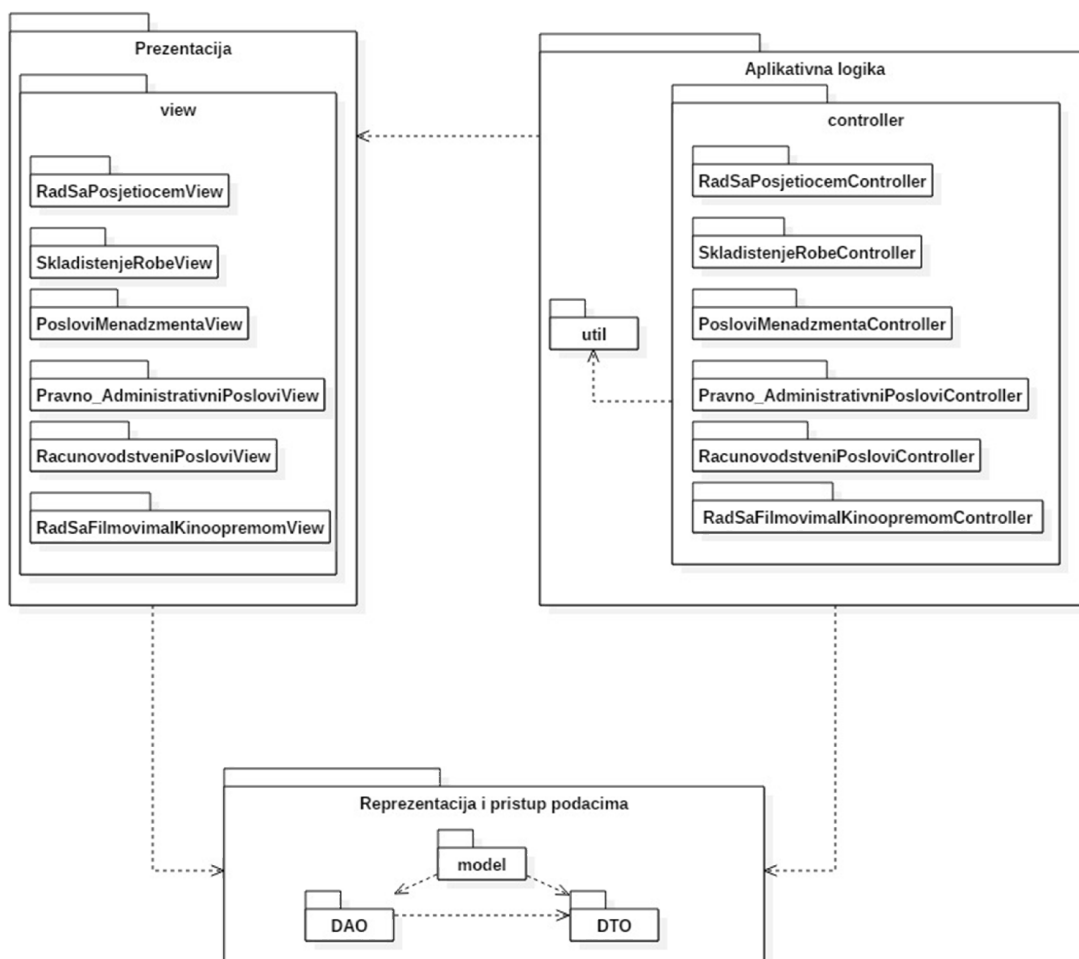 Prezentacija
view
RadSaPosjetiocemView
SkladistenjeRobeView
PosloviMenadzmentaView
Pravno_AdministrativniPosloviView
RacunovodstveniPosloviView
RadSaFilmovimaIKinoopremomView
Aplikativna logika
controller
RadSaPosjetiocemController
SkladistenjeRobeController
PosloviMenadzmentaController
Pravno_AdministrativniPosloviController
RacunovodstveniPosloviController
RadSaFilmovimaIKinoopremomController
util
Reprezentacija i pristup podacima
model
DAO
DTO